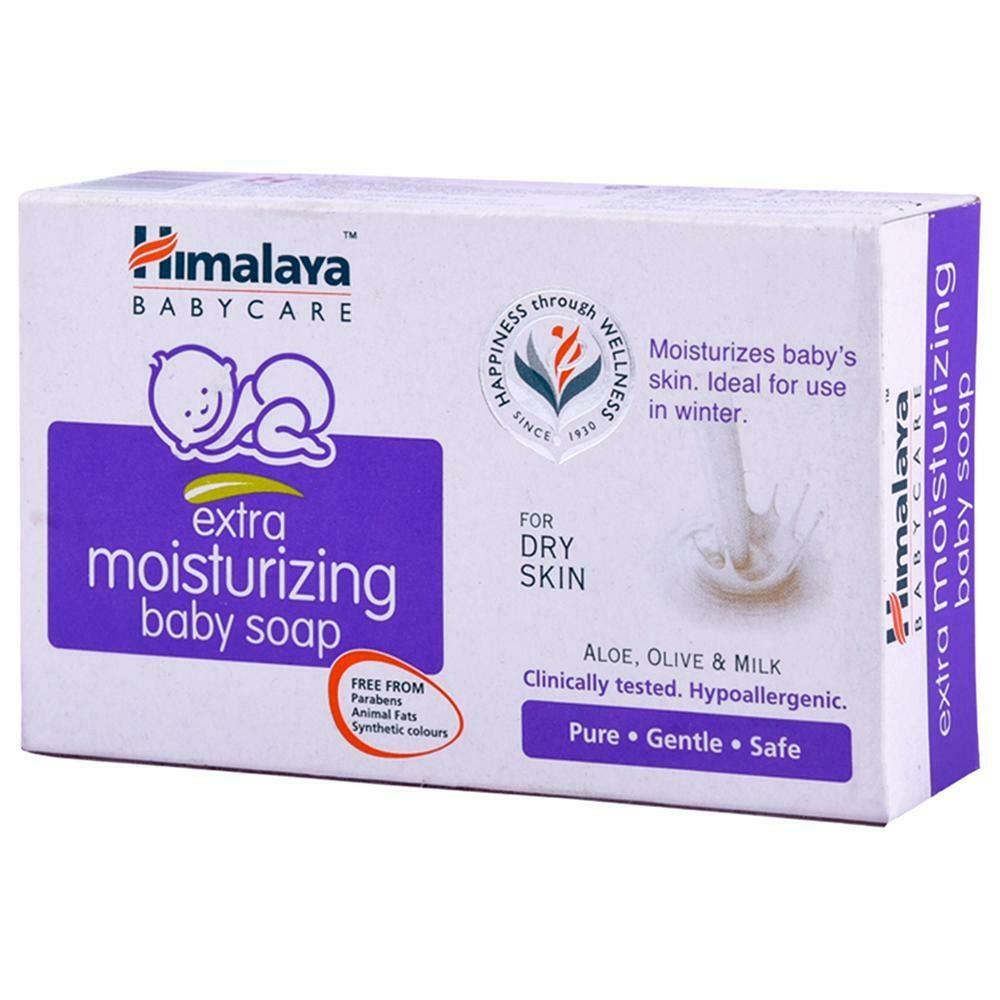 Himalaya™
BABYCARE
extra
moisturizing
baby soap
FREE FROM
Parabens
Animal Fats
Synthetic colours
HAPPINESS through WELLNESS
SINCE 1930
Moisturizes baby's
skin. Ideal for use
in winter.
FOR
DRY
SKIN
ALOE, OLIVE & MILK
Clinically tested. Hypoallergenic.
Pure • Gentle • Safe
Himalaya™
BABYCARE
extra moisturizing
baby soap